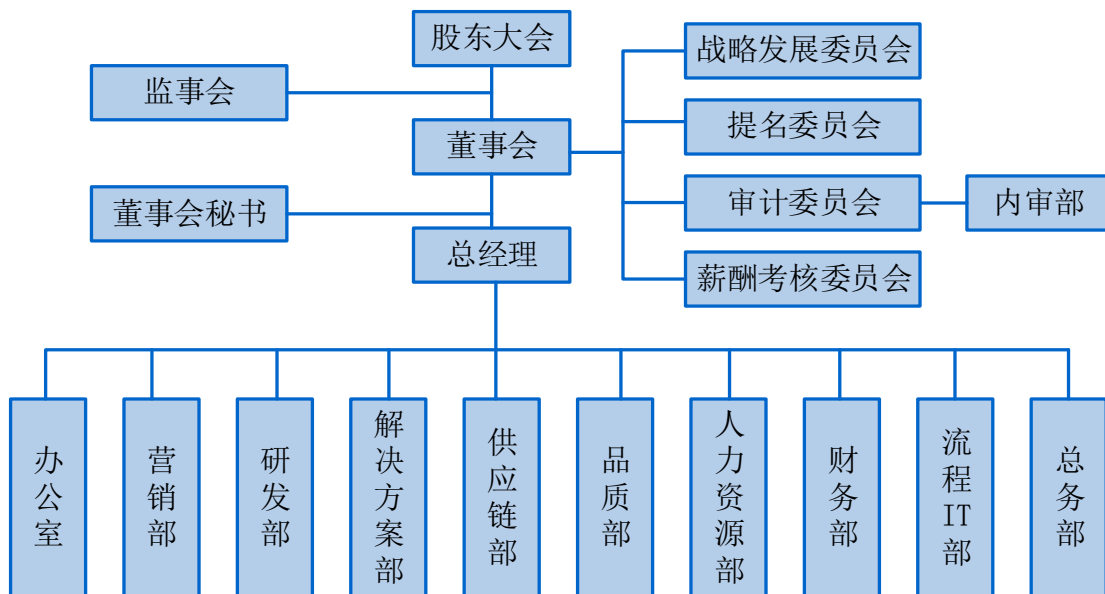 股东大会
战略发展委员会
监事会
提名委员会
董事会
审计委员会
内审部
董事会秘书
总经理
薪酬考核委员会
办公室
营销部
研发部
解决方案部
供应链部
品质部
人力资源部
财务部
流程IT部
总务部